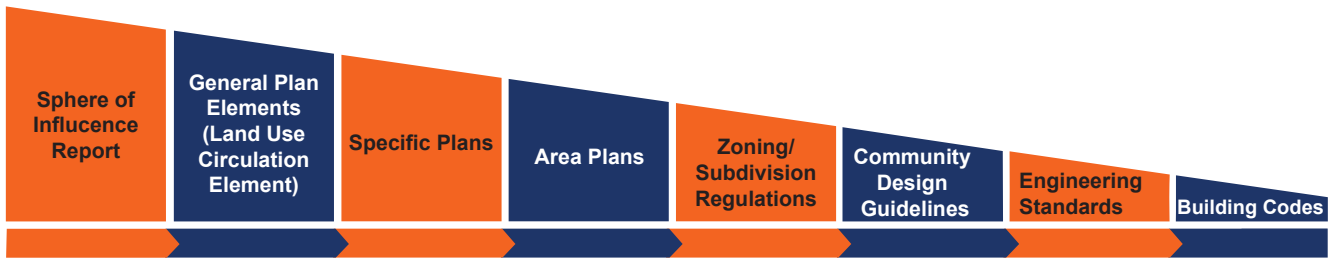 Sphere of
Influcence
Report
General Plan
Elements
(Land Use
Circulation
Element)
Specific Plans
Area Plans
Zoning/
Subdivision
Regulations
Community
Design
Guidelines
Engineering
Standards
Building Codes